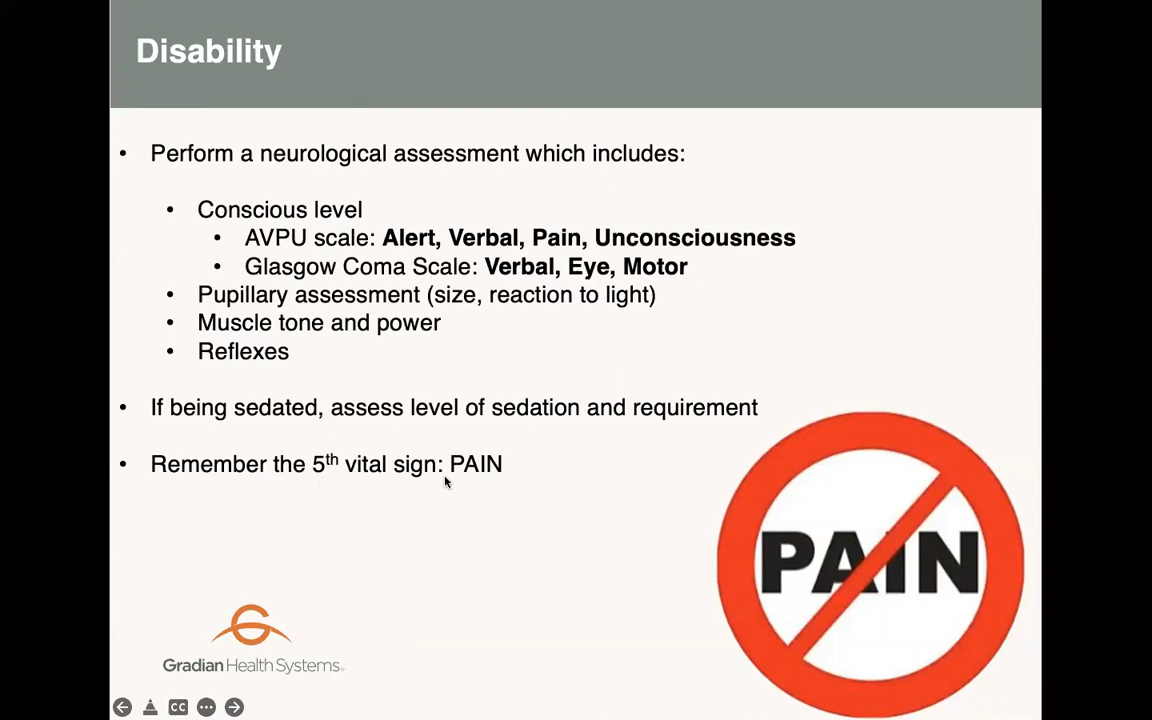 Disability
• Perform a neurological assessment which includes:
• Conscious level
• AVPU scale: Alert, Verbal, Pain, Unconsciousness
• Glasgow Coma Scale: Verbal, Eye, Motor
• Pupillary assessment (size, reaction to light)
• Muscle tone and power
• Reflexes
• If being sedated, assess level of sedation and requirement
• Remember the 5th vital sign: PAIN
PAIN
Gradian Health Systems
CC